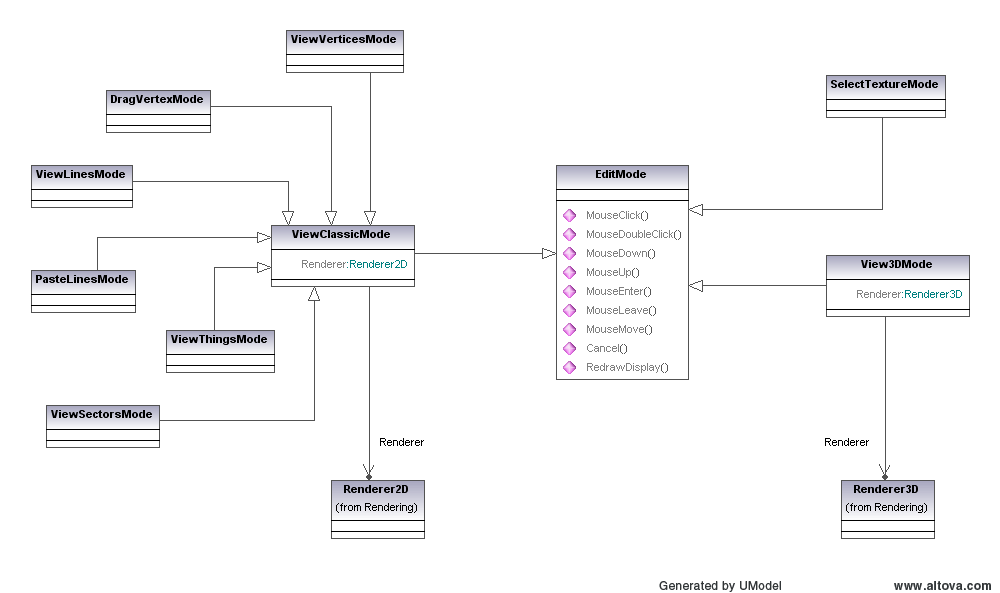 ViewVerticesMode
DragVertexMode
SelectTextureMode
ViewLinesMode
EditMode
MouseClick()
MouseDoubleClick()
MouseDown()
MouseUp()
MouseEnter()
MouseLeave()
MouseMove()
Cancel()
RedrawDisplay()
ViewClassicMode
Renderer:Renderer2D
View3DMode
Renderer:Renderer3D
PasteLinesMode
ViewThingsMode
ViewSectorsMode
Renderer
Renderer
Renderer2D
(from Rendering)
Renderer3D
(from Rendering)
Generated by UModel
www.altova.com